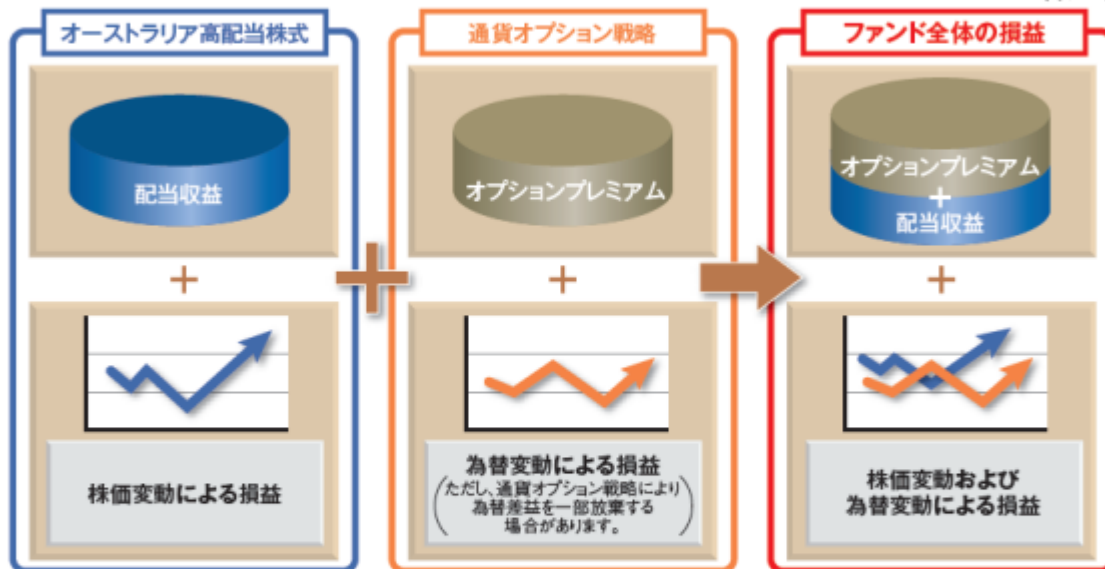 オーストラリア高配当株式
配当収益
+
株価変動による損益
+
通貨オプション戦略
オプションプレミアム
+
為替変動による損益
(ただし、通貨オプション戦略により
為替差益を一部放棄する
場合があります。)
ファンド全体の損益
オプションプレミアム
+
配当収益
+
株価変動および
為替変動による損益